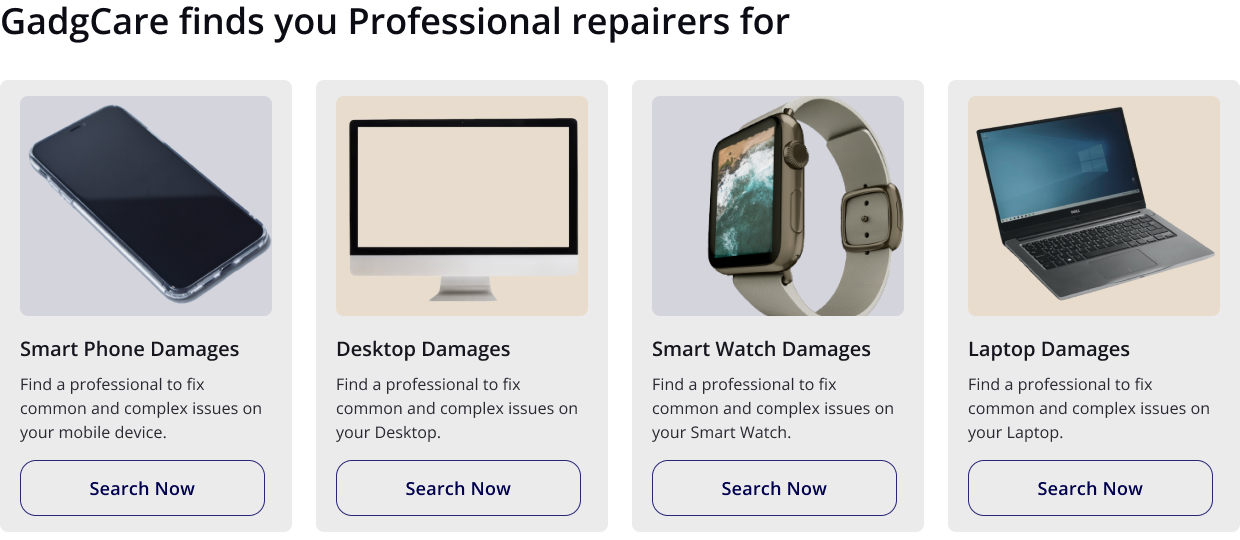 GadgCare finds you Professional repairers for
Smart Phone Damages
Find a professional to fix
common and complex issues on
your mobile device.
Search Now
Desktop Damages
Find a professional to fix
common and complex issues on
your Desktop.
Search Now
Smart Watch Damages
Find a professional to fix
common and complex issues on
your Smart Watch.
Search Now
DELL
Laptop Damages
Find a professional to fix
common and complex issues on
your Laptop.
Search Now